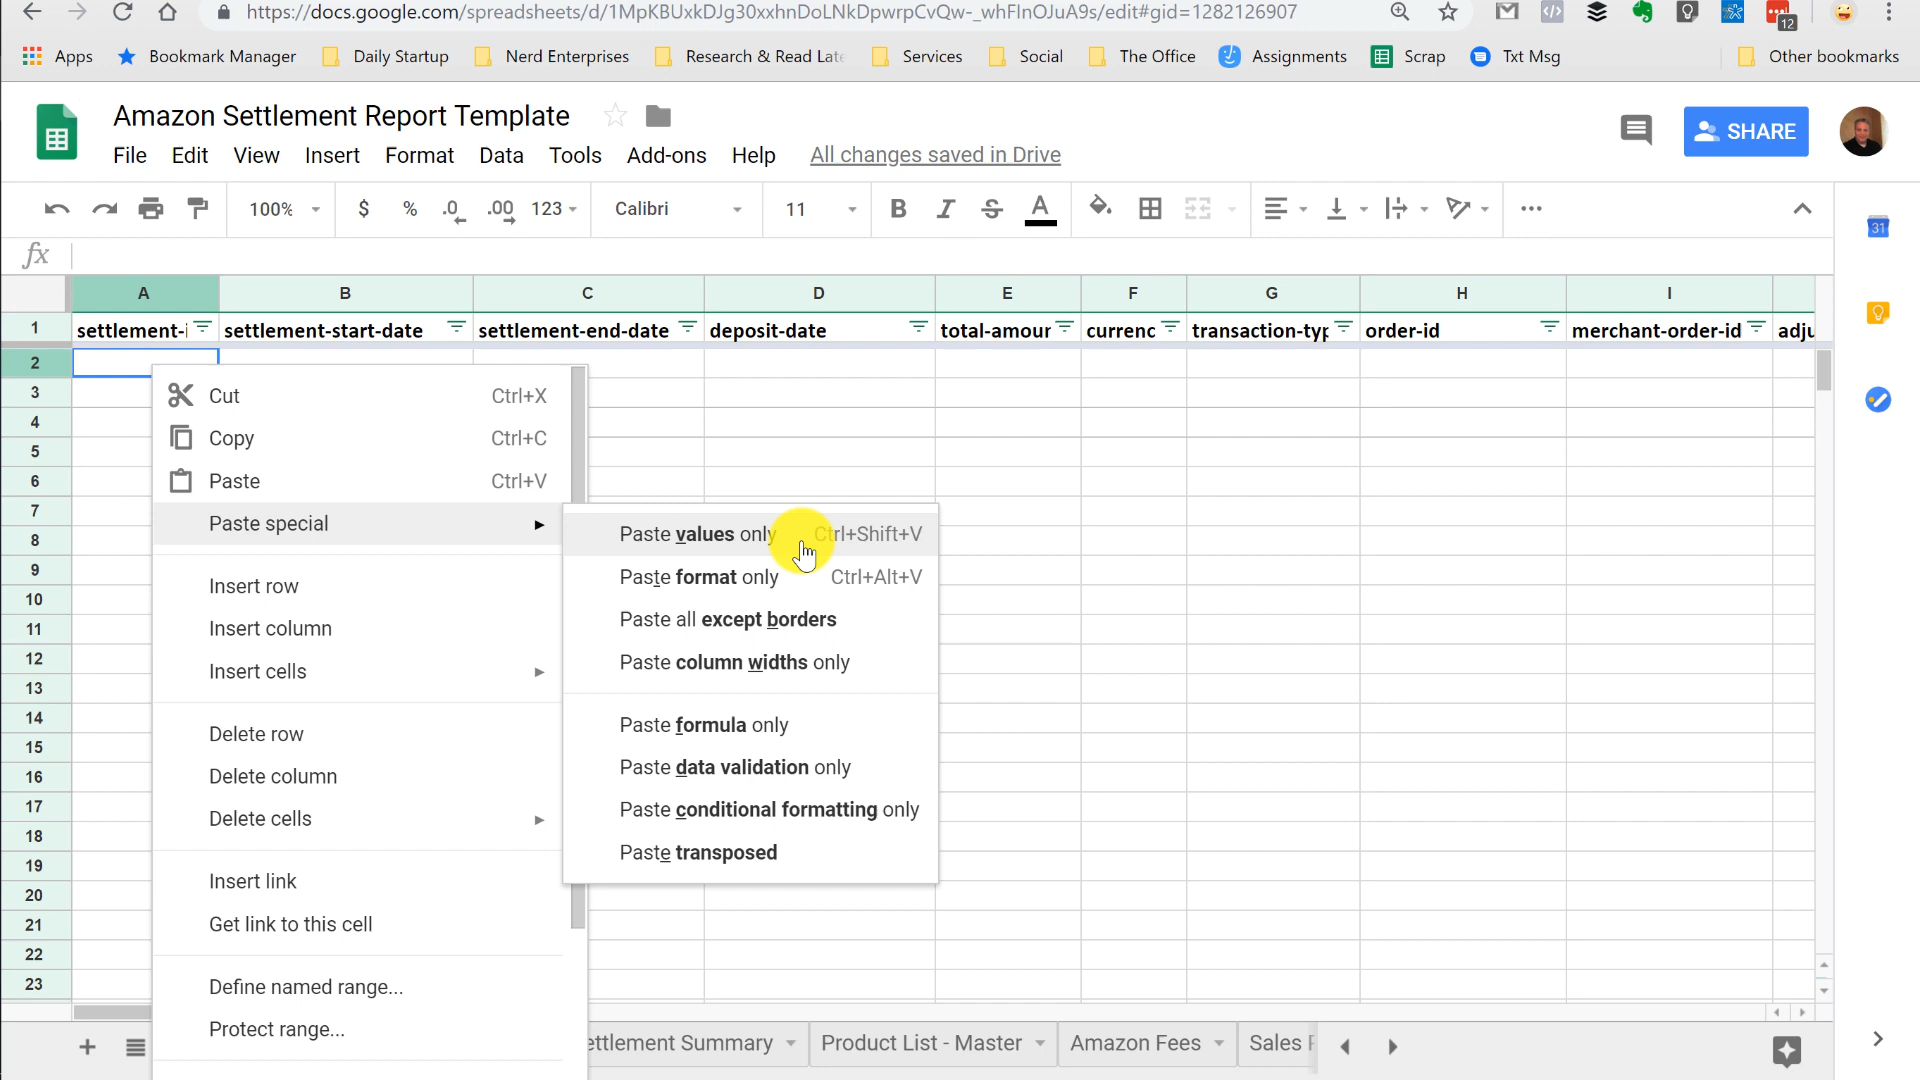 https://docs.google.com/spreadsheets/d/1MpKBUxkDJg30xxhnDoLNkDpwrpCvQw-_whFInOJuA9s/edit#gid=1282126907
12
Apps
Bookmark Manager
Daily Startup
Nerd Enterprises
Research & Read Late
Services
Social
The Office
Assignments
Scrap
Txt Msg
Other bookmarks
Amazon Settlement Report Template
SHARE
File Edit View Insert Format Data Tools Add-ons Help All changes saved in Drive
100% $ % .0 .00 123 Calibri 11 B I S A
31
fx
A B C D E F G H I
1 settlement-i settlement-start-date settlement-end-date deposit-date total-amour currenc transaction-typ order-id merchant-order-id adju
2
3
4
5
6
7
8
9
10
11
12
13
14
15
16
17
18
19
20
21
22
23
Cut Ctrl+X
Copy Ctrl+C
Paste Ctrl+V
Paste special
Insert row
Insert column
Insert cells
Delete row
Delete column
Delete cells
Insert link
Get link to this cell
Define named range...
Protect range...
Paste values only Ctrl+Shift+V
Paste format only Ctrl+Alt+V
Paste all except borders
Paste column widths only
Paste formula only
Paste data validation only
Paste conditional formatting only
Paste transposed
ettlement Summary
Product List - Master
Amazon Fees
Sales